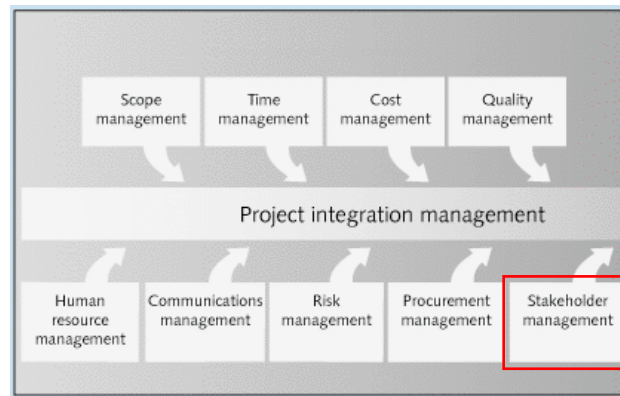 Scope
management
Time
management
Cost
management
Quality
management
Project integration management
Human
resource
management
Communications
management
Risk
management
Procurement
management
Stakeholder
management